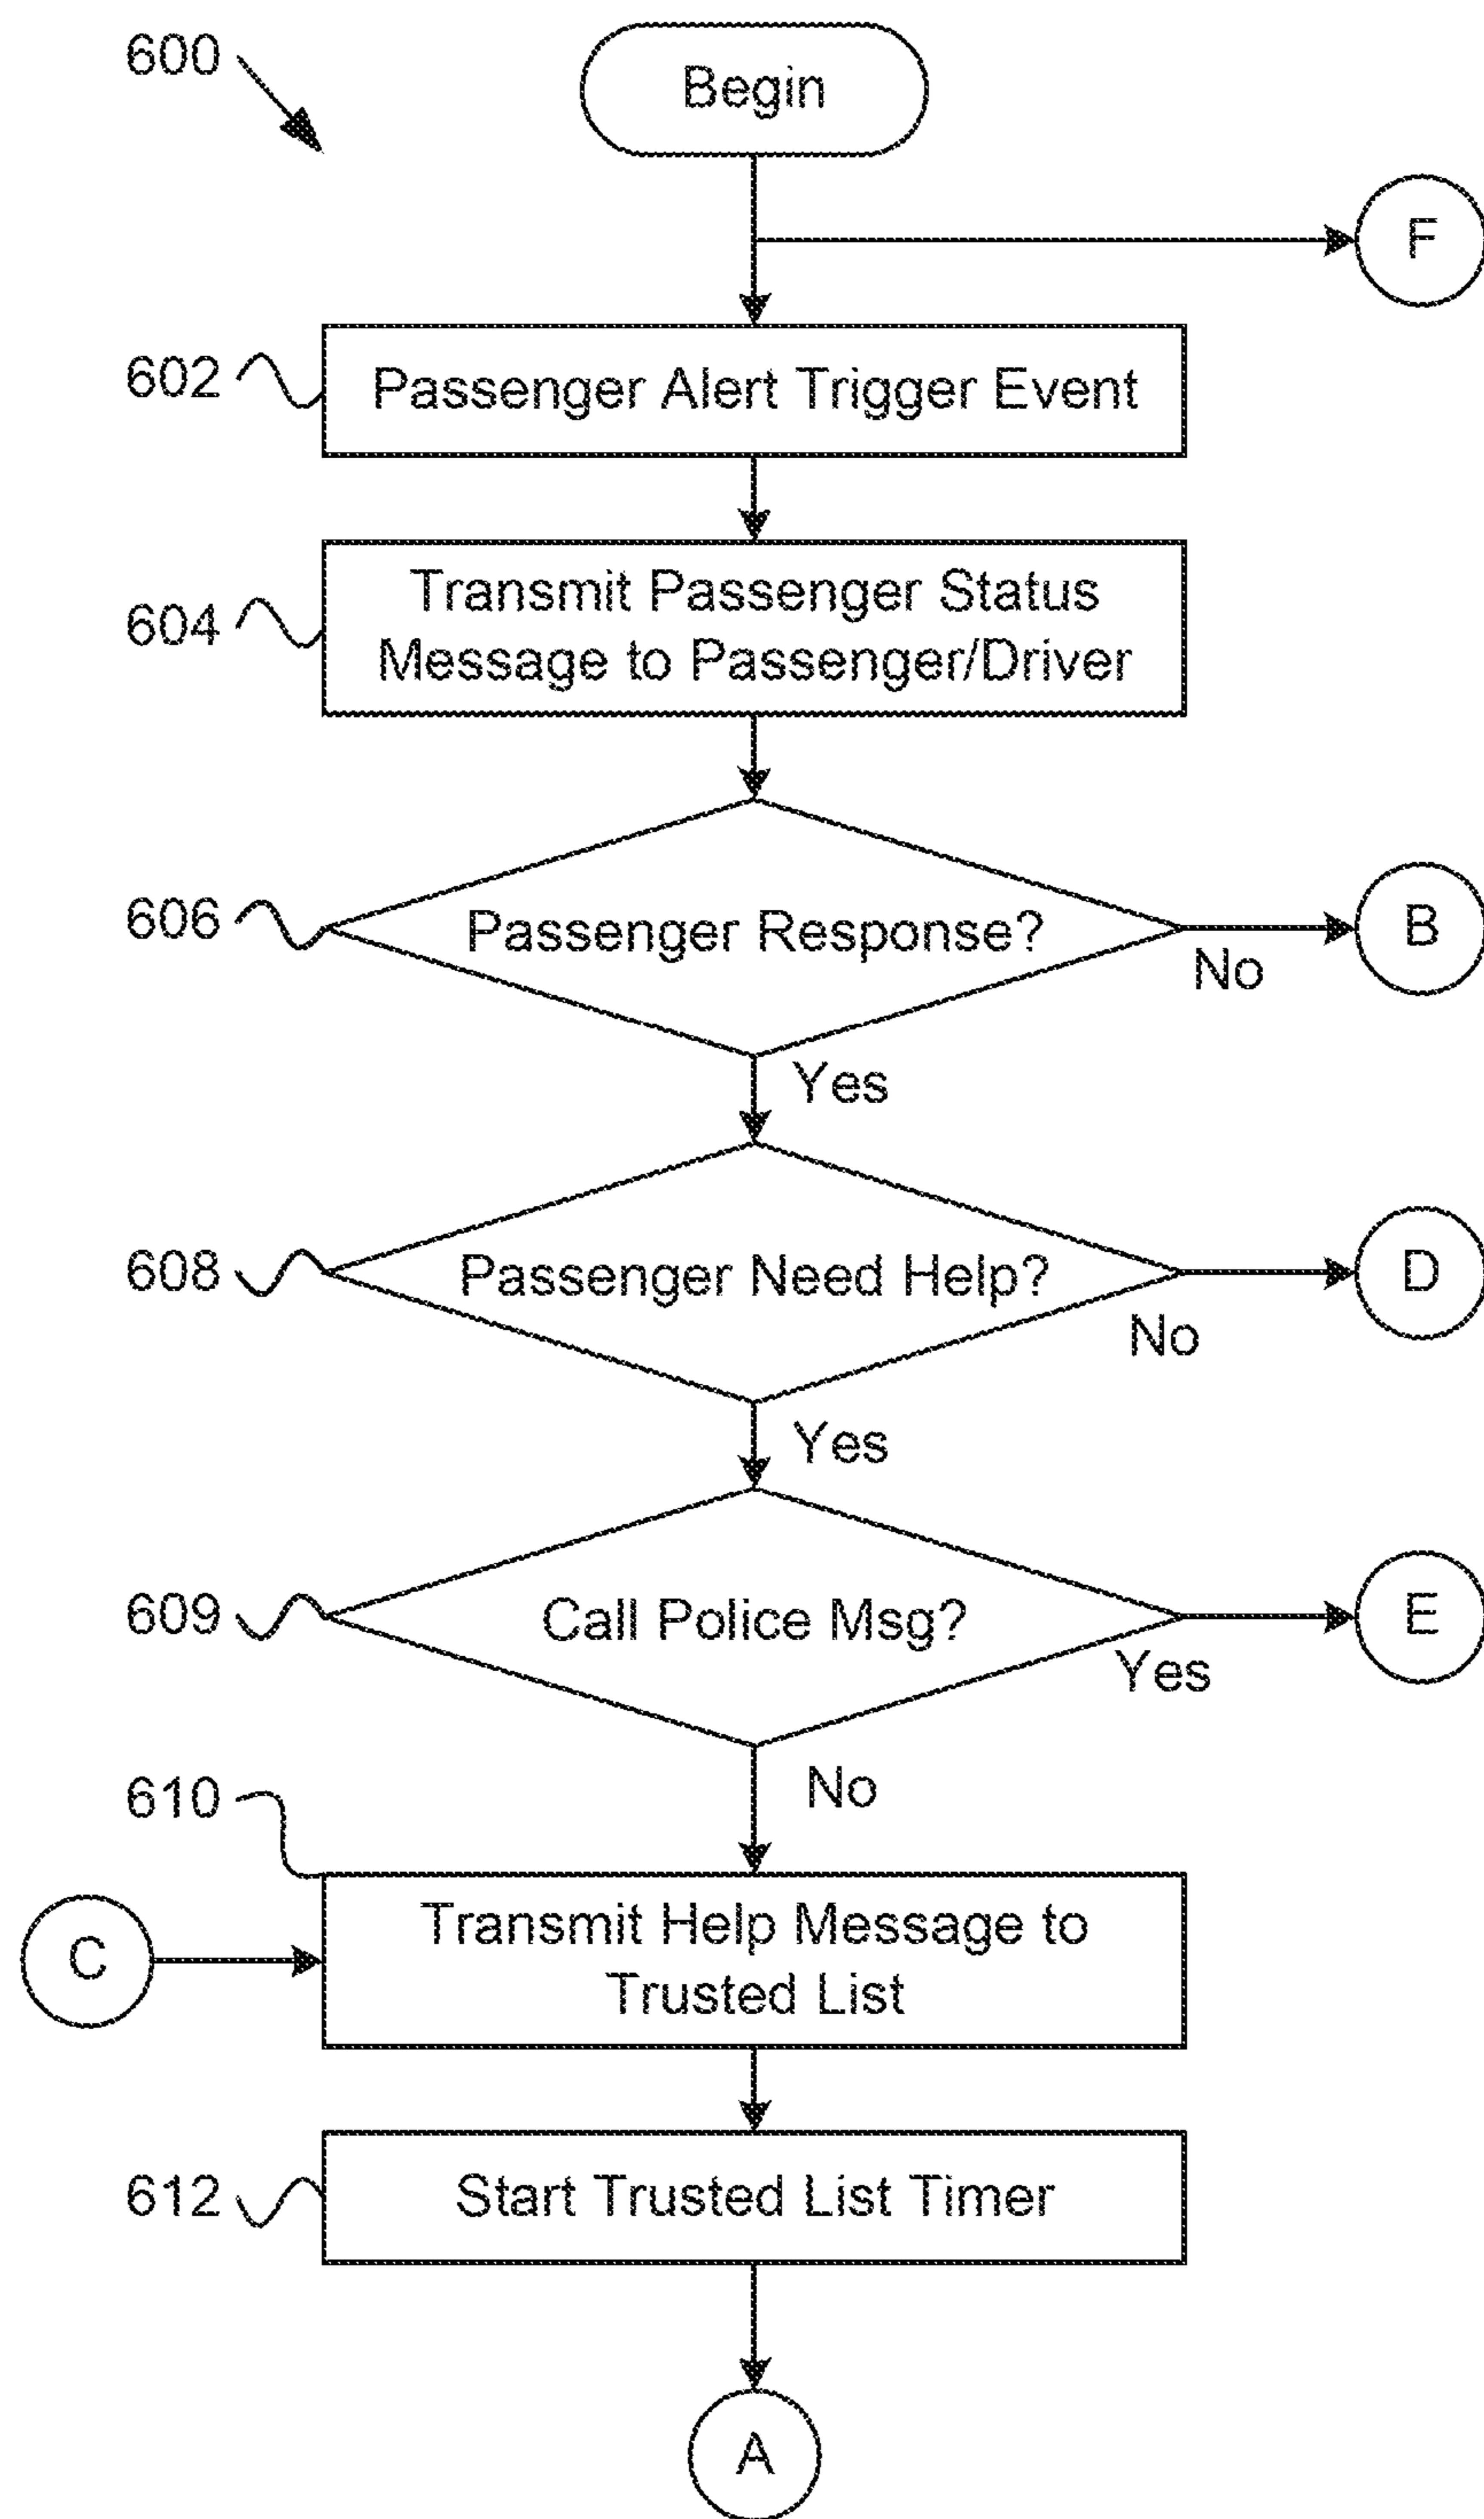 600
Begin
F
602
Passenger Alert Trigger Event
604
Transmit Passenger Status
Message to Passenger/Driver
606
Passenger Response?
B
No
Yes
608
Passenger Need Help?
D
No
Yes
609
Call Police Msg?
E
Yes
No
610
C
Transmit Help Message to
Trusted List
612
Start Trusted List Timer
A